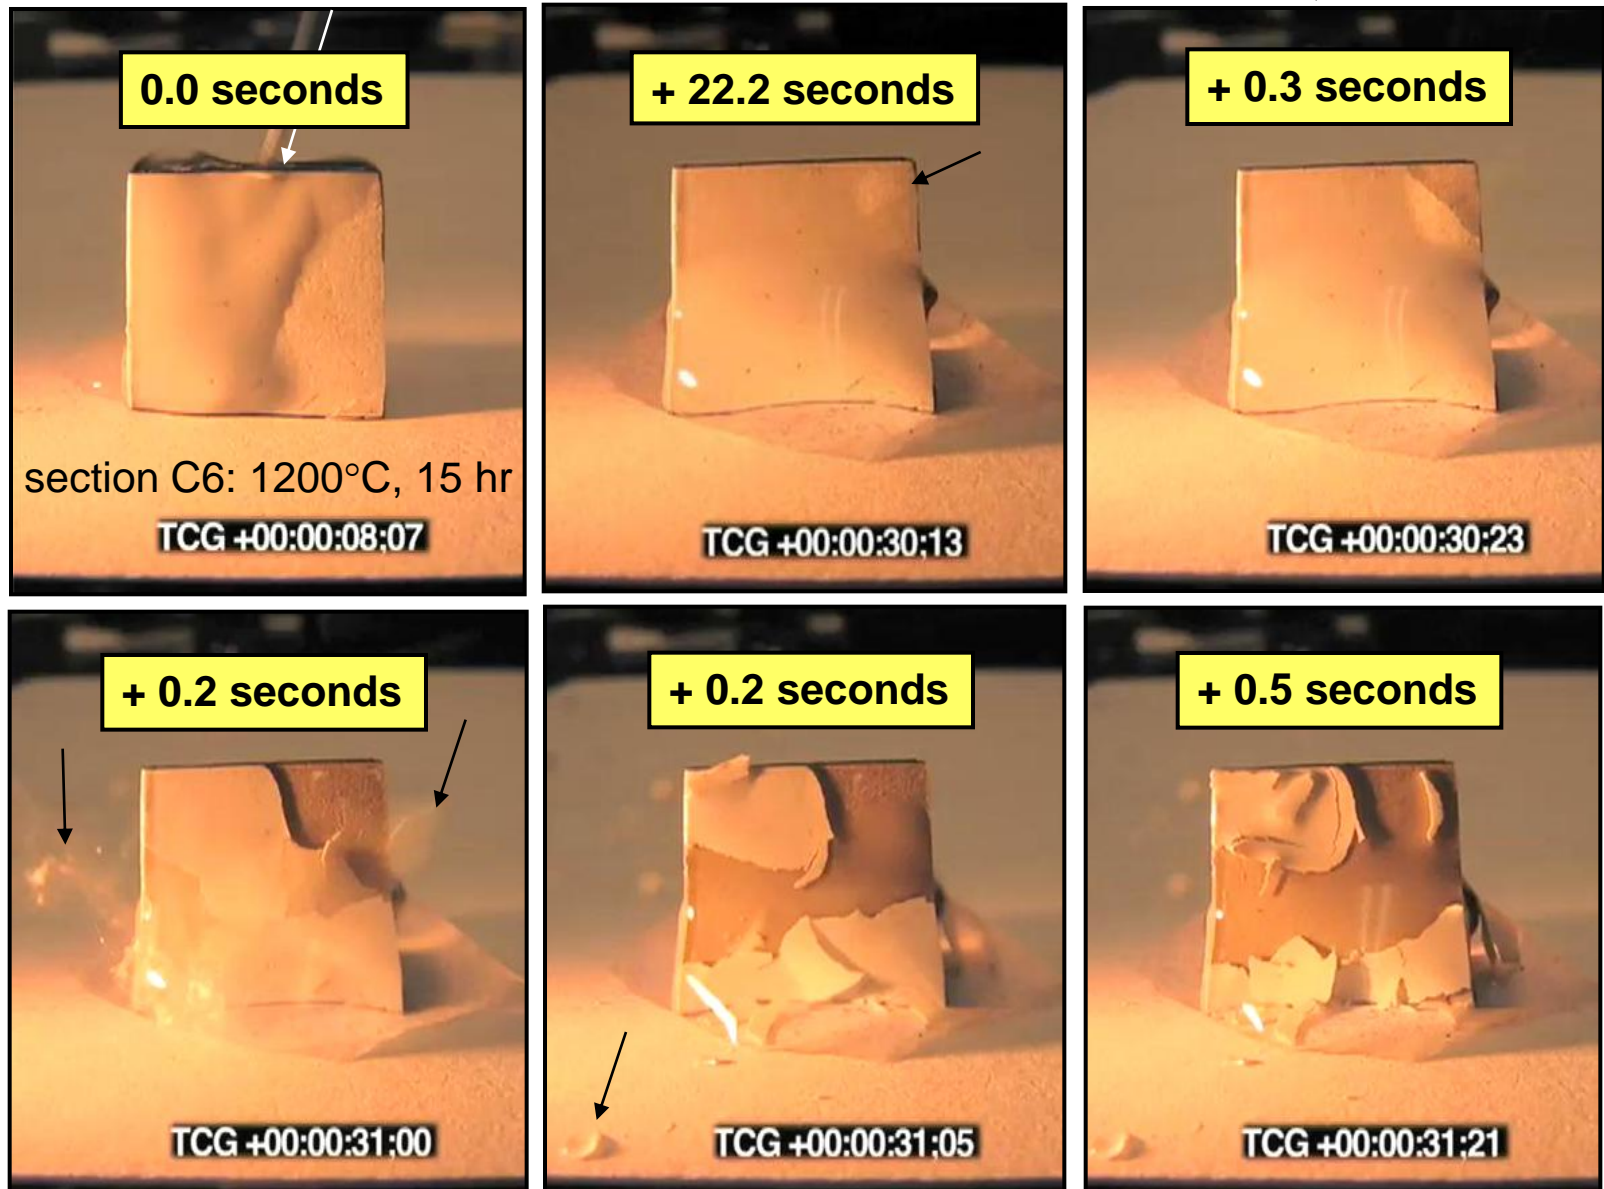 0.0 seconds
section C6: 1200°C, 15 hr
TCG +00:00:08;07
+ 22.2 seconds
TCG +00:00:30;13
+ 0.3 seconds
TCG +00:00:30;23
+ 0.2 seconds
TCG +00:00:31;00
+ 0.2 seconds
TCG +00:00:31;05
+ 0.5 seconds
TCG +00:00:31;21